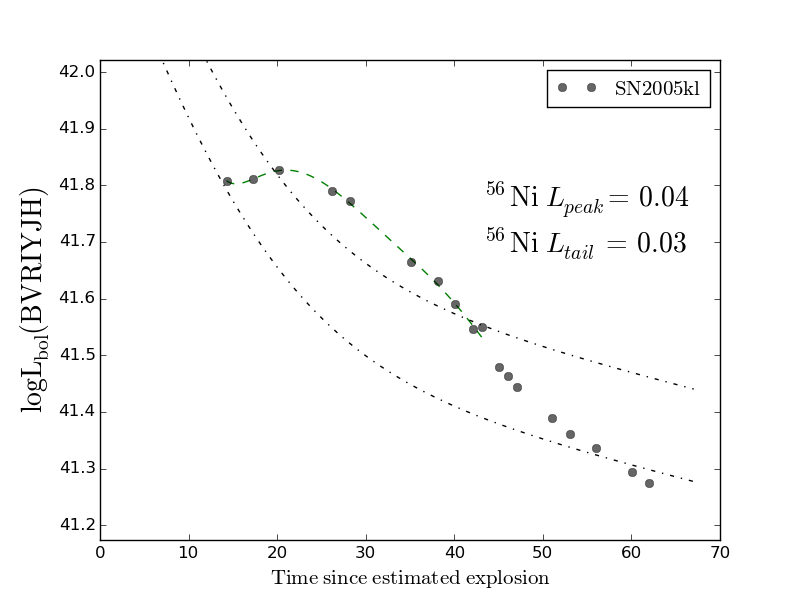 SN2005kl
⁵⁶Ni L_peak = 0.04
⁵⁶Ni L_tail = 0.03
logL_bol(BVRIYJH)
42.0
41.9
41.8
41.7
41.6
41.5
41.4
41.3
41.2
0 10 20 30 40 50 60 70
Time since estimated explosion